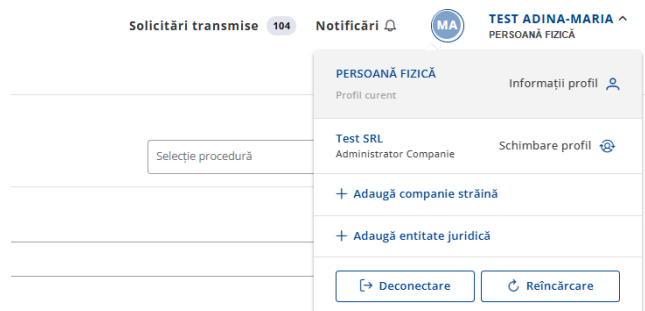 Solicitări transmise 104 Notificări MA TEST ADINA-MARIA
PERSOANĂ FIZICĂ
PERSOANĂ FIZICĂ
Profil curent
Informații profil
Selecție procedură
Test SRL
Administrator Companie
Schimbare profil
+ Adaugă companie străină
+ Adaugă entitate juridică
Deconectare Reîncărcare